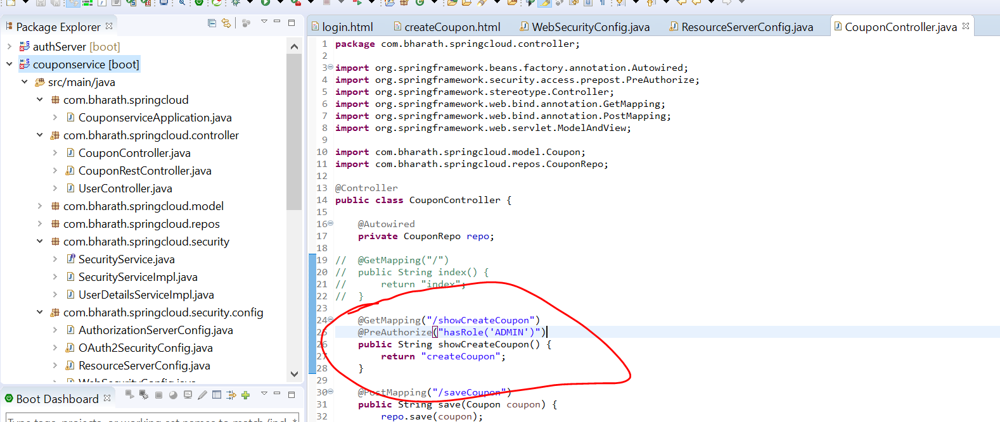 Package Explorer
authServer [boot]
couponservice [boot]
src/main/java
com.bharath.springcloud
CouponserviceApplication.java
com.bharath.springcloud.controller
CouponController.java
CouponRestController.java
UserController.java
com.bharath.springcloud.model
com.bharath.springcloud.repos
com.bharath.springcloud.security
SecurityService.java
SecurityServiceImpl.java
UserDetailsServiceImpl.java
com.bharath.springcloud.security.config
AuthorizationServerConfig.java
OAuth2SecurityConfig.java
ResourceServerConfig.java
Boot Dashboard
login.html createCoupon.html WebSecurityConfig.java ResourceServerConfig.java CouponController.java
1 package com.bharath.springcloud.controller;
2
3 import org.springframework.beans.factory.annotation.Autowired;
4 import org.springframework.security.access.prepost.PreAuthorize;
5 import org.springframework.stereotype.Controller;
6 import org.springframework.web.bind.annotation.GetMapping;
7 import org.springframework.web.bind.annotation.PostMapping;
8 import org.springframework.web.servlet.ModelAndView;
9
10 import com.bharath.springcloud.model.Coupon;
11 import com.bharath.springcloud.repos.CouponRepo;
12
13 @Controller
14 public class CouponController {
15
16 @Autowired
17 private CouponRepo repo;
18
19 // @GetMapping("/")
20 // public String index() {
21 // return "index";
22 // }
23
24 @GetMapping("/showCreateCoupon")
25 @PreAuthorize("hasRole('ADMIN')")
26 public String showCreateCoupon() {
27 return "createCoupon";
28 }
29
30 @PostMapping("/saveCoupon")
31 public String save(Coupon coupon) {
32 repo.save(coupon);